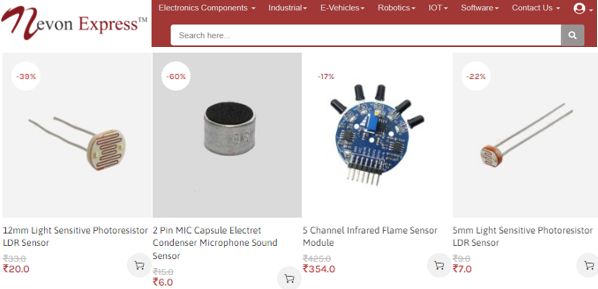 Nevon Express™
Electronics Components Industrial E-Vehicles Robotics IOT Software Contact Us
Search here...
-39%
-60%
-17%
-22%
12mm Light Sensitive Photoresistor
LDR Sensor
₹33.0
₹20.0
2 Pin MIC Capsule Electret
Condenser Microphone Sound
Sensor
₹15.0
₹6.0
5 Channel Infrared Flame Sensor
Module
₹425.0
₹354.0
5mm Light Sensitive Photoresistor
LDR Sensor
₹9.0
₹7.0